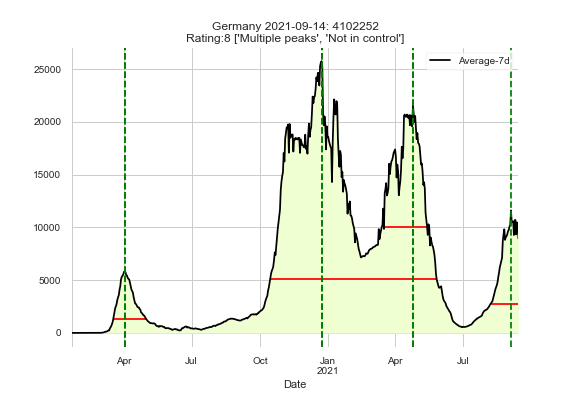 Germany 2021-09-14: 4102252
Rating:8 ['Multiple peaks', 'Not in control']
Average-7d
25000
20000
15000
10000
5000
0
Apr Jul Oct Jan Apr Jul
2021
Date